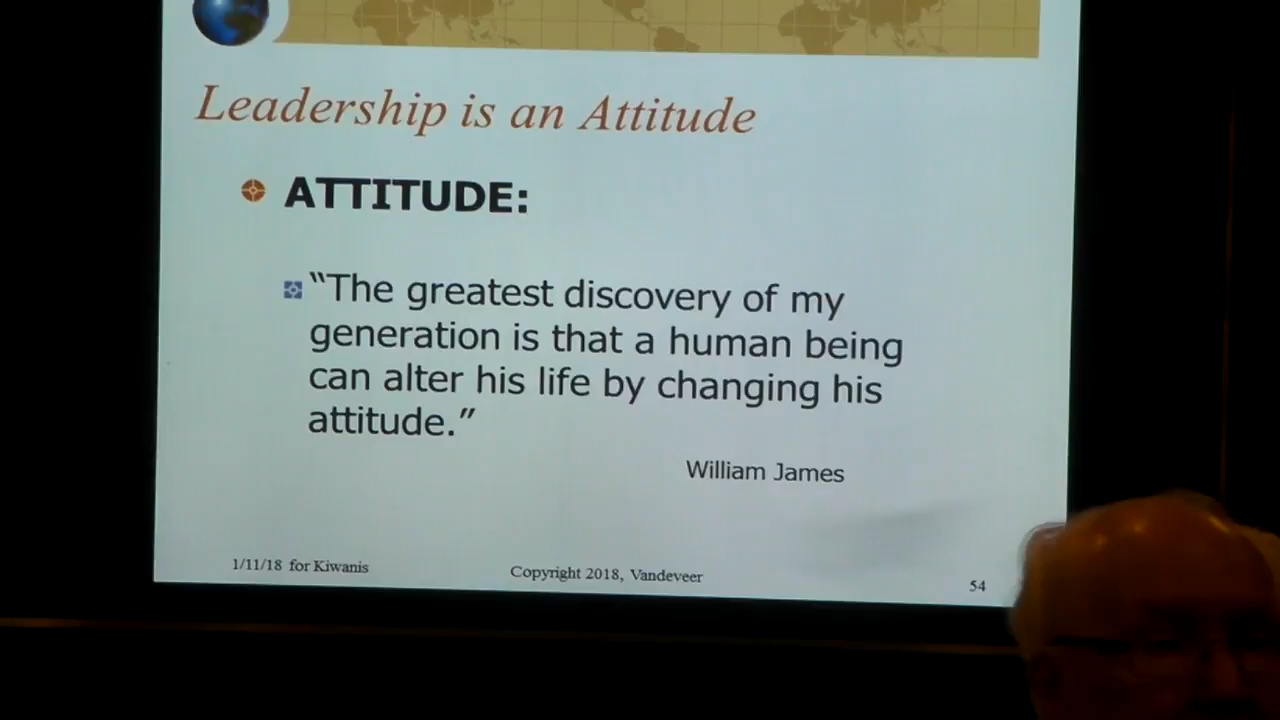 Leadership is an Attitude
ATTITUDE:
“The greatest discovery of my
generation is that a human being
can alter his life by changing his
attitude.”
William James
1/11/18 for Kiwanis
Copyright 2018, Vandeveer
54